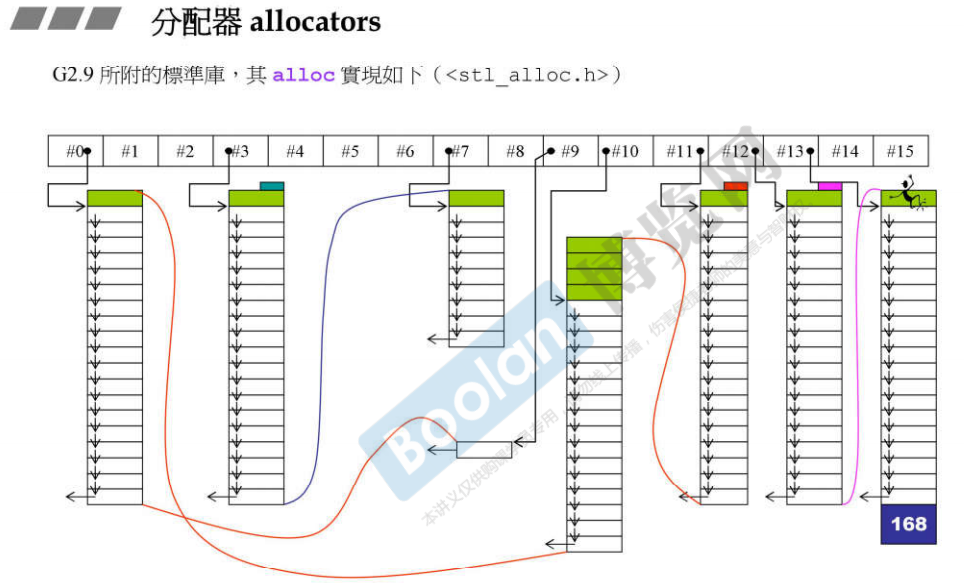 分配器 allocators
G2.9 所附的標準庫，其 alloc 實現如下（<stl_alloc.h>）
#0 #1 #2 #3 #4 #5 #6 #7 #8 #9 #10 #11 #12 #13 #14 #15
博览网
Boolan
168